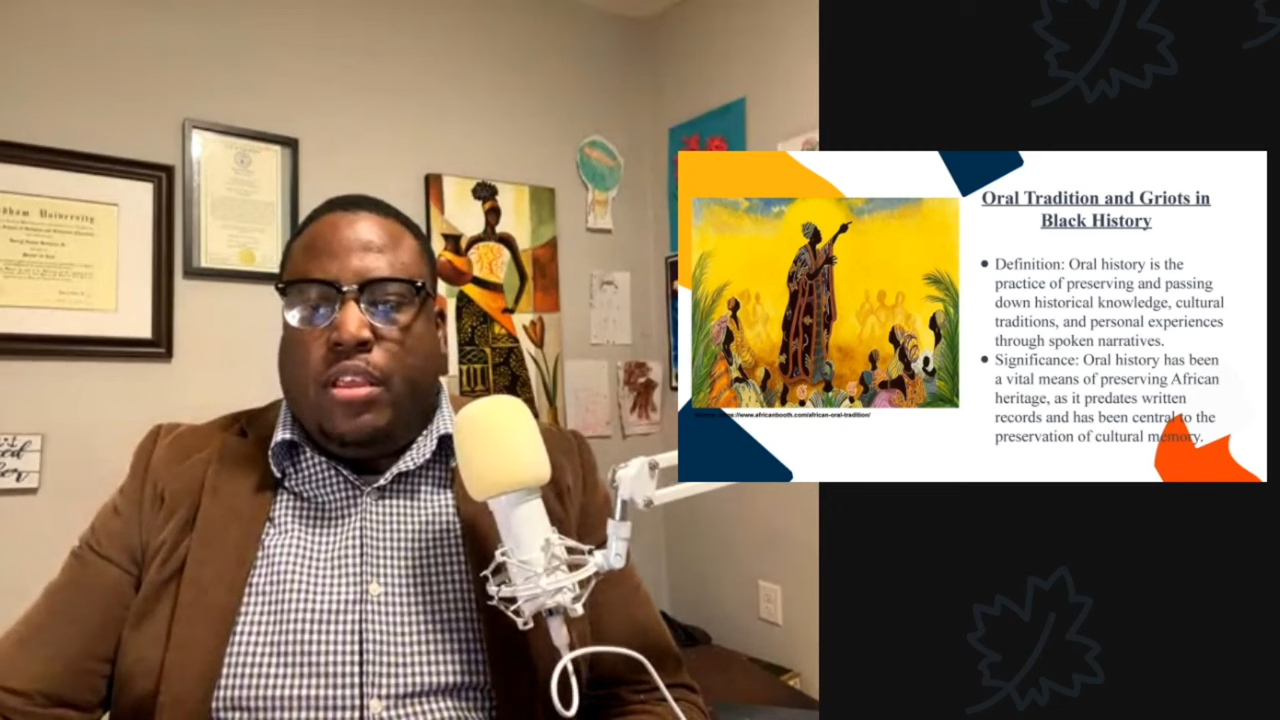 dham University
Oral Tradition and Griots in
Black History
Definition: Oral history is the
practice of preserving and passing
down historical knowledge, cultural
traditions, and personal experiences
through spoken narratives.
Significance: Oral history has been
a vital means of preserving African
heritage, as it predates written
records and has been central to the
preservation of cultural memory.
://www.africanbooth.com/african-oral-tradition/